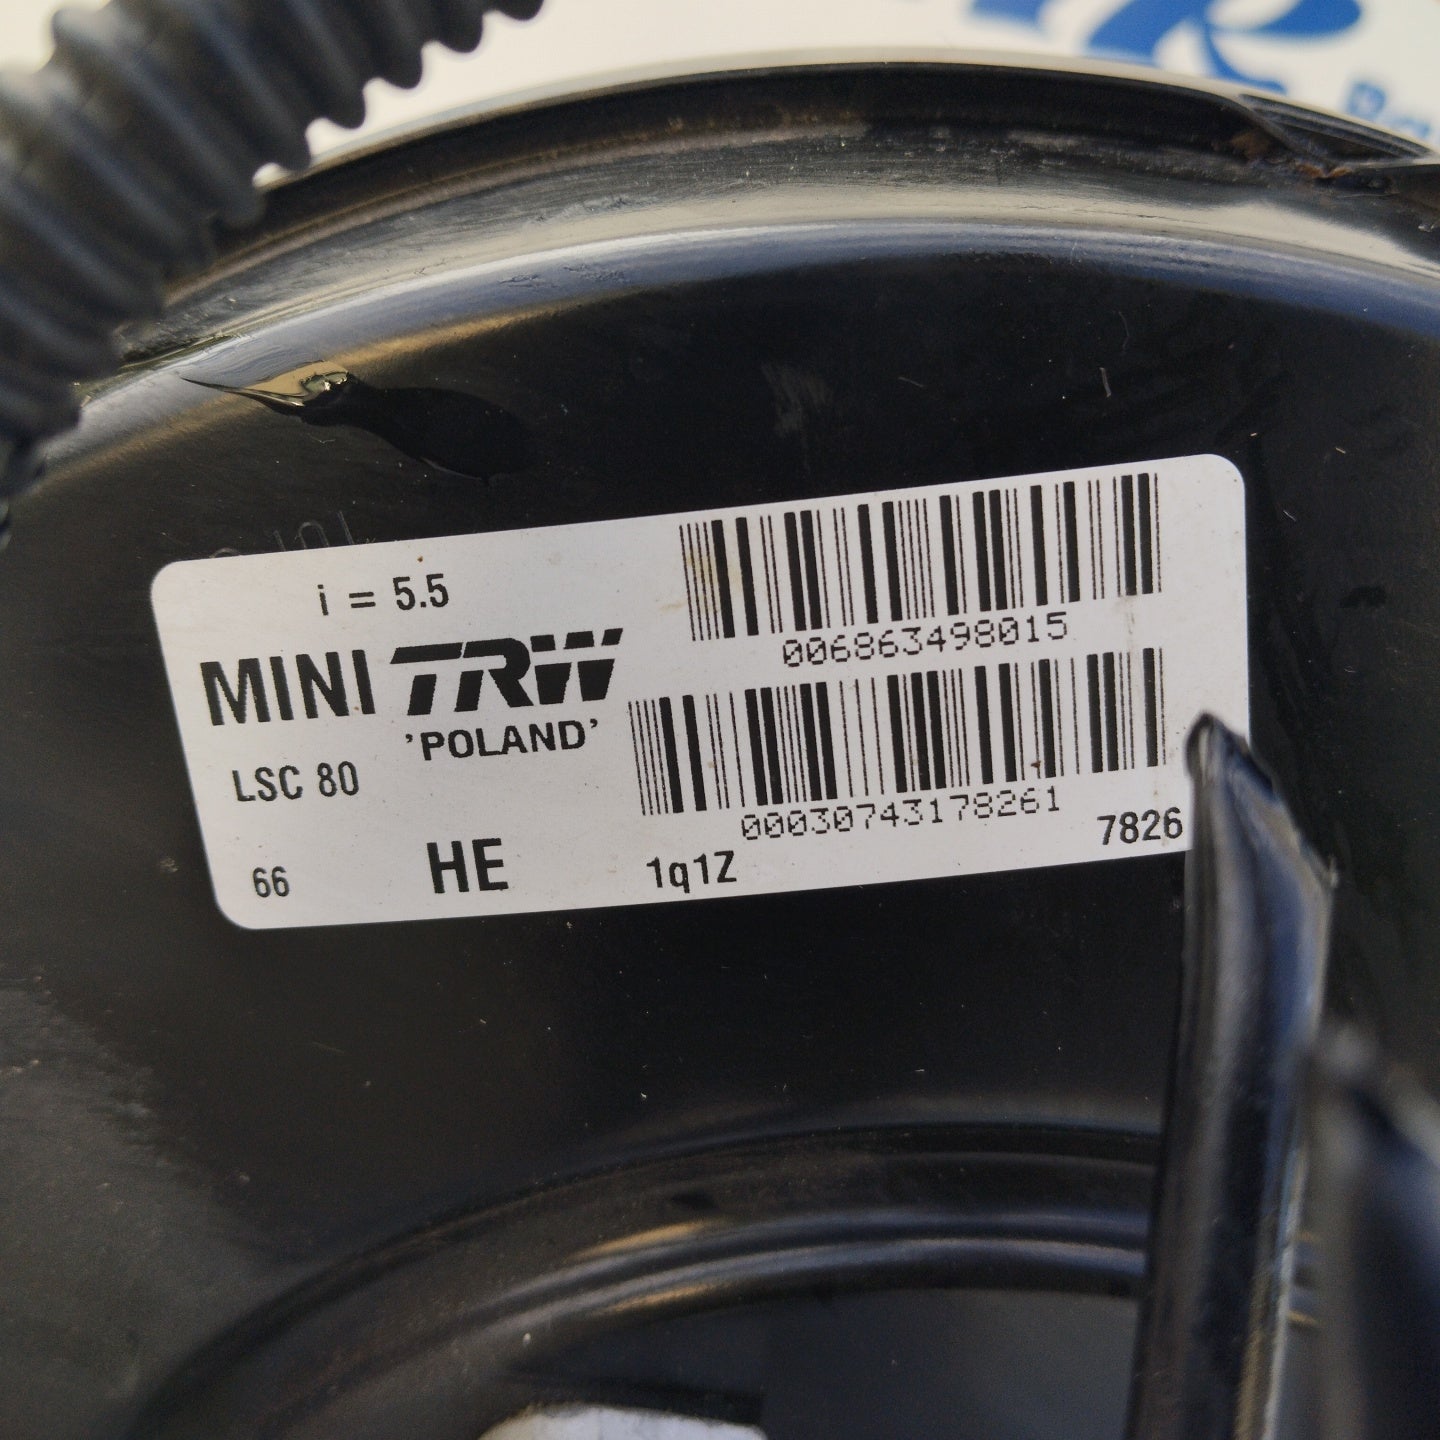 i = 5.5
006863498015
MINI TRW
'POLAND'
LSC 80
00030743178261
66
HE
1q1Z
7826